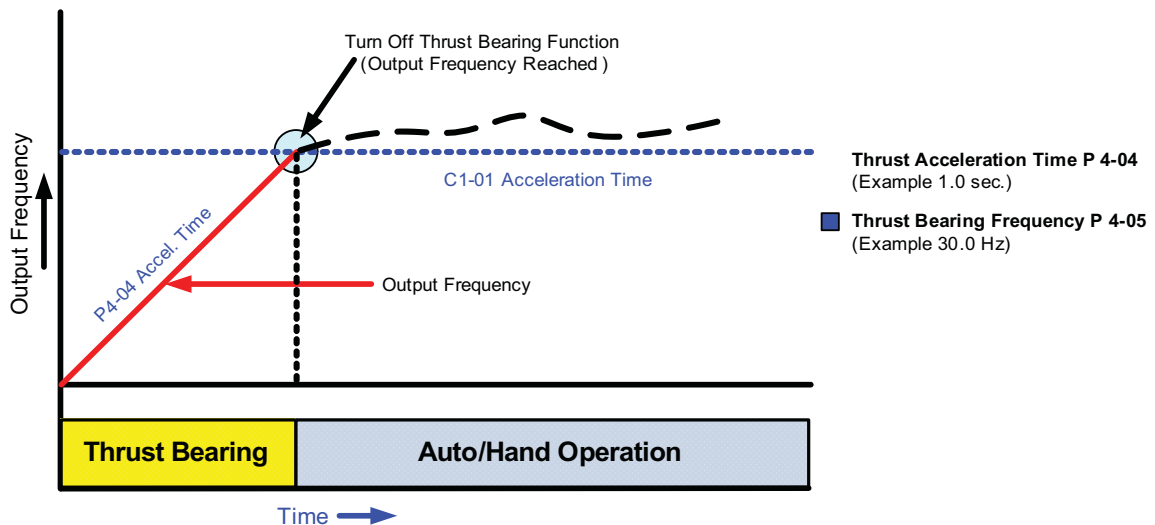 Turn Off Thrust Bearing Function
(Output Frequency Reached )
Output Frequency
P4-04 Accel. Time
C1-01 Acceleration Time
Output Frequency
Thrust Acceleration Time P 4-04
(Example 1.0 sec.)
Thrust Bearing Frequency P 4-05
(Example 30.0 Hz)
Thrust Bearing
Auto/Hand Operation
Time